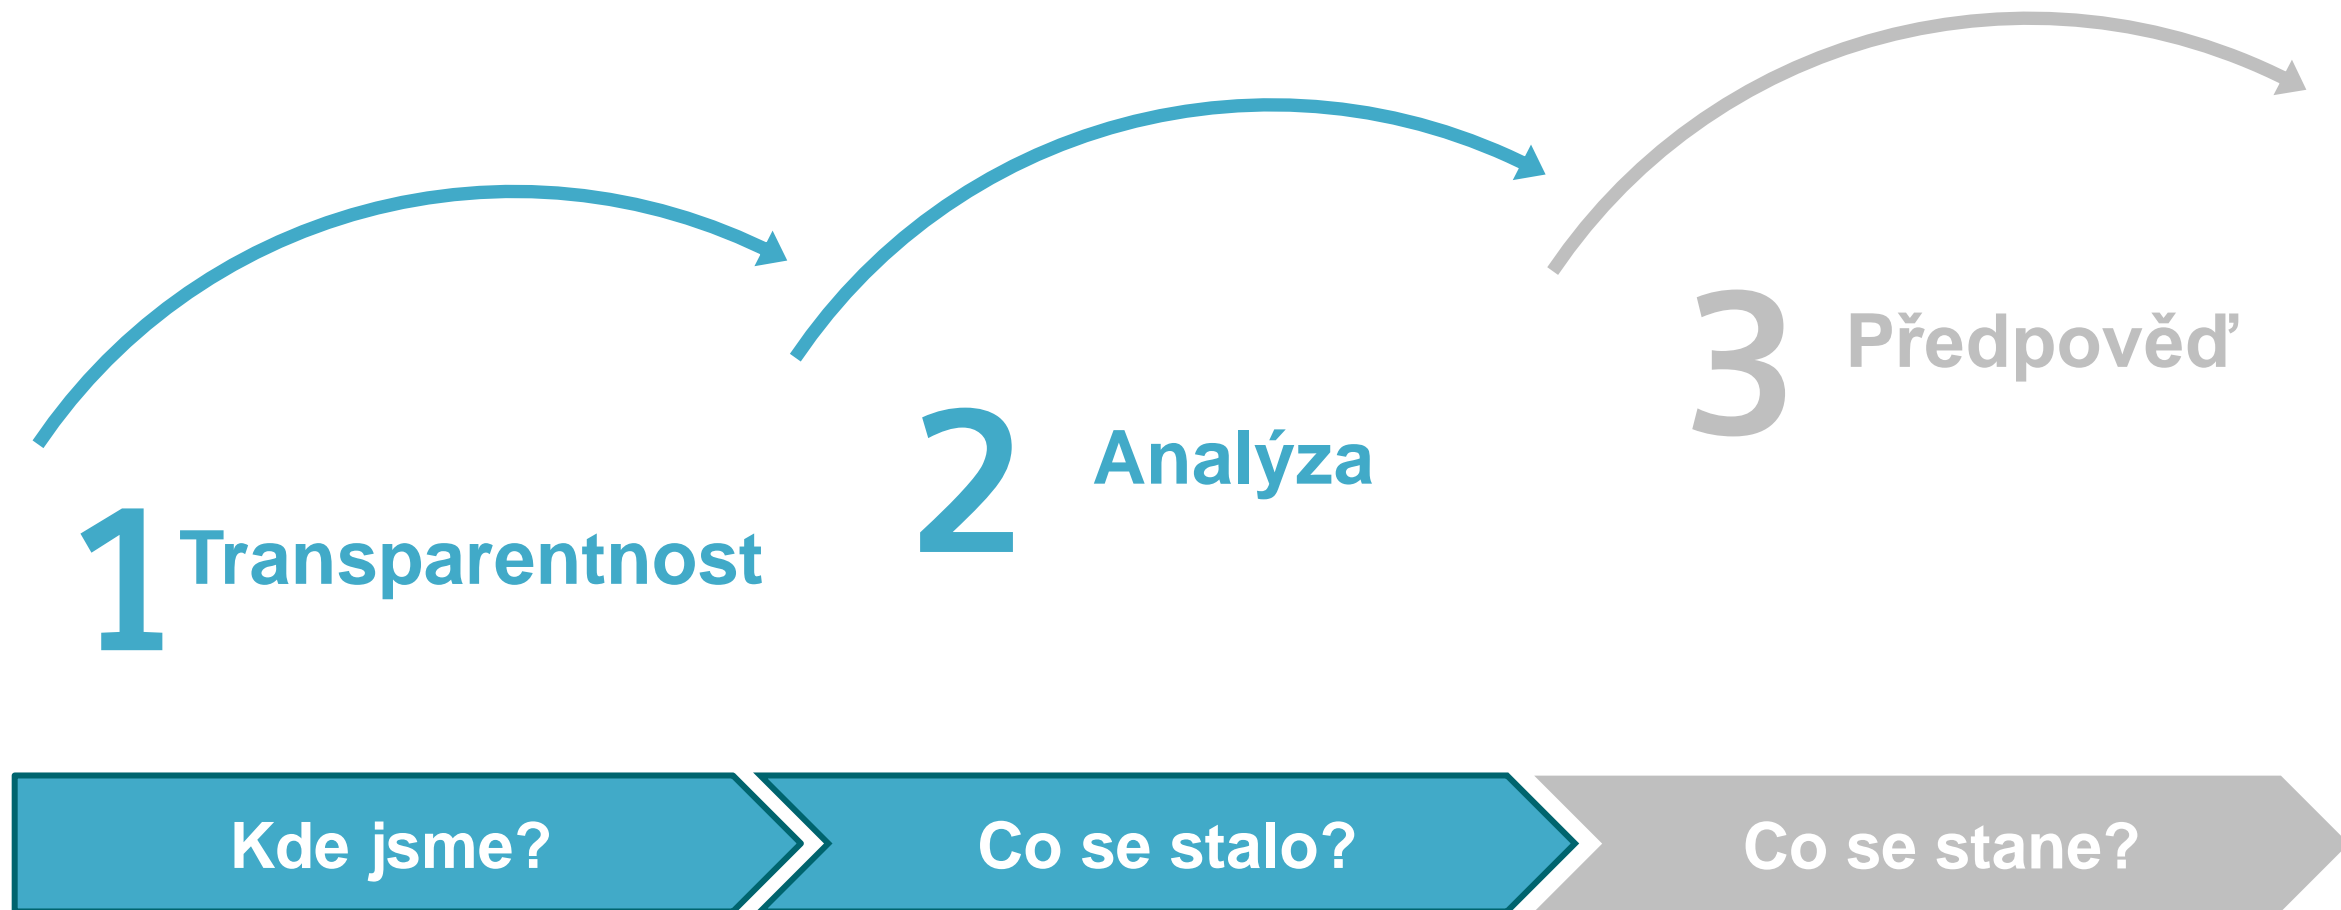 1 Transparentnost
2 Analýza
3 Předpověď
Kde jsme?
Co se stalo?
Co se stane?